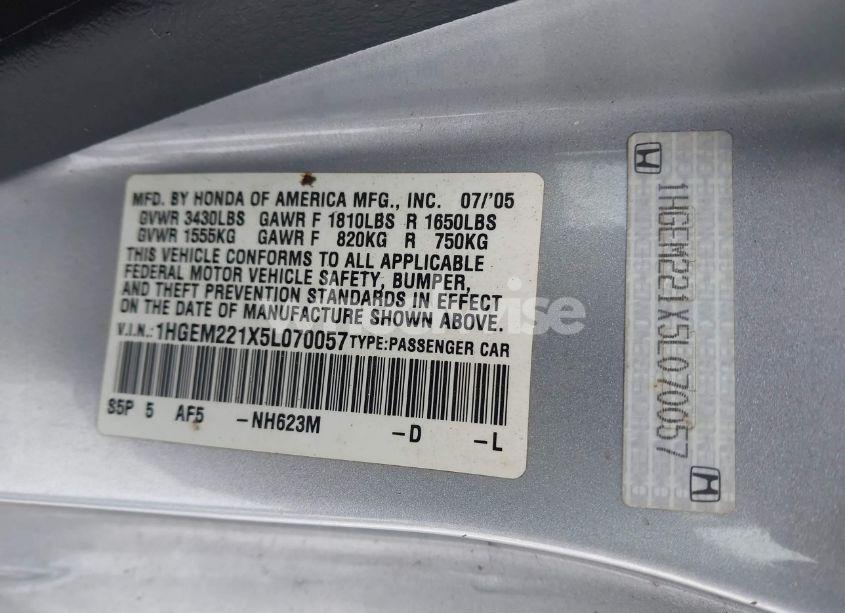 MFD. BY HONDA OF AMERICA MFG., INC. 07/'05
GVWR 3430LBS GAWR F 1810LBS R 1650LBS
GVWR 1555KG GAWR F 820KG R 750KG
THIS VEHICLE CONFORMS TO ALL APPLICABLE
FEDERAL MOTOR VEHICLE SAFETY, BUMPER,
AND THEFT PREVENTION STANDARDS IN EFFECT
ON THE DATE OF MANUFACTURE SHOWN ABOVE.
V.I.N.: 1HGEM221X5L070057 TYPE: PASSENGER CAR
S5P 5 AF5 -NH623M -D -L
1HGEM221X5L070057